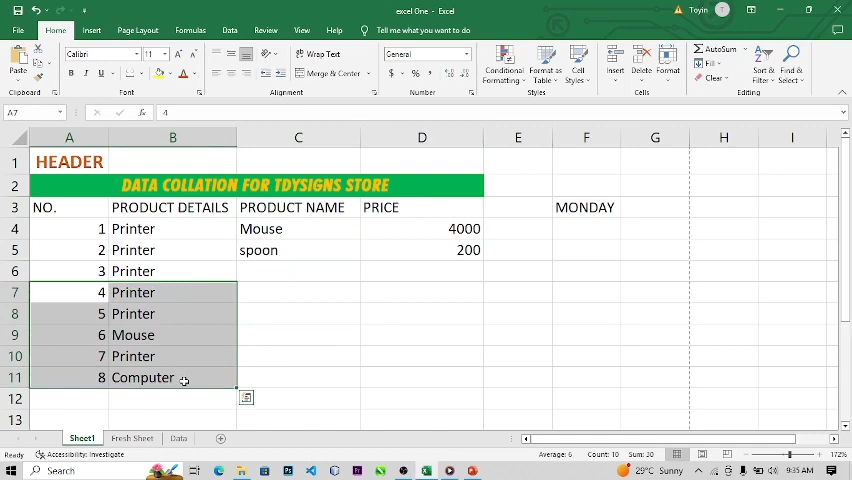 excel One - Excel
Toyin
T
File Home Insert Page Layout Formulas Data Review View Help Tell me what you want to do
Paste
Calibri 11
B I U
Wrap Text
Merge & Center
General
$ % ,
Conditional Formatting
Format as Table
Cell Styles
Insert Delete Format
AutoSum
Fill
Clear
Sort & Filter
Find & Select
Clipboard Font Alignment Number Styles Cells Editing
A7 fx 4
A B C D E F G H I
1 HEADER
2 DATA COLLATION FOR TDYSIGNS STORE
3 NO. PRODUCT DETAILS PRODUCT NAME PRICE MONDAY
4 1 Printer Mouse 4000
5 2 Printer spoon 200
6 3 Printer
7 4 Printer
8 5 Printer
9 6 Mouse
10 7 Printer
11 8 Computer
12
13
Sheet1 Fresh Sheet Data
Accessibility: Investigate Average: 6 Count: 10 Sum: 30 172%
Search 29°C Sunny 9:35 AM